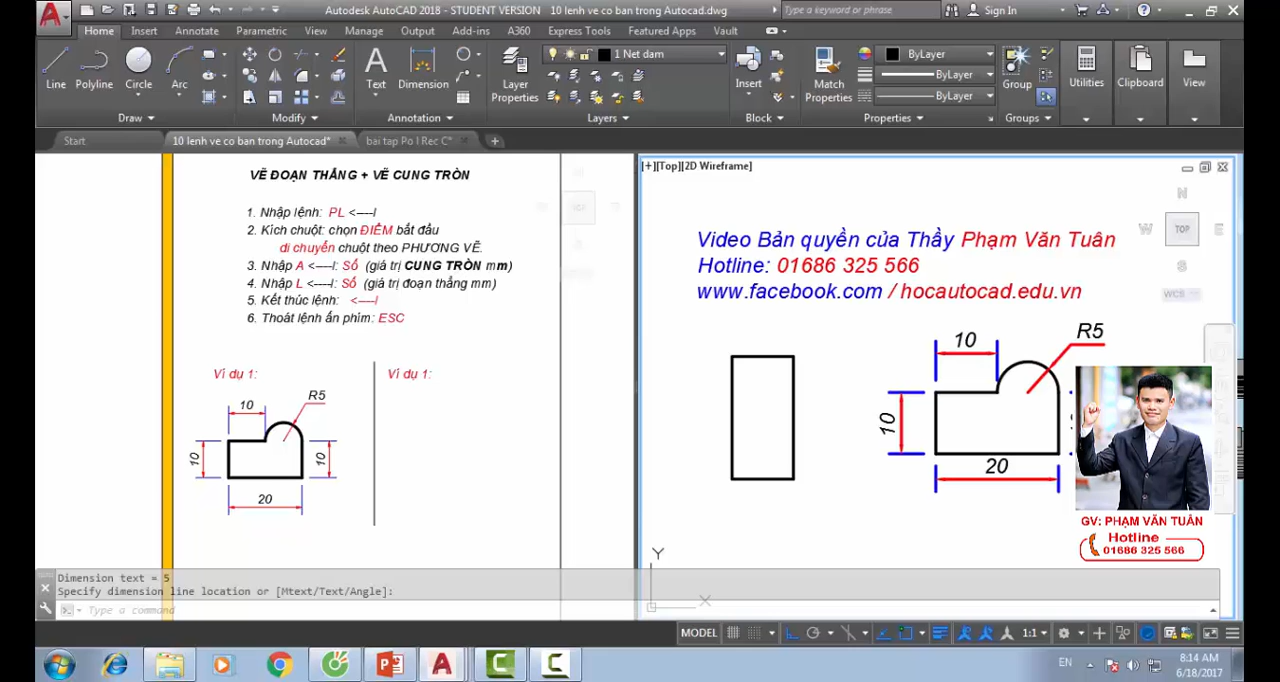 Autodesk AutoCAD 2018 - STUDENT VERSION 10 lenh ve co ban trong Autocad.dwg
Type a keyword or phrase
Sign In
Home Insert Annotate Parametric View Manage Output Add-ins A360 Express Tools Featured Apps Vault
1 Net dam
ByLayer
ByLayer
ByLayer
Line Polyline Circle Arc
Text Dimension
Layer Properties
Insert
Match Properties
Group
Utilities Clipboard View
Draw Modify Annotation Layers Block Properties Groups
Start 10 lenh ve co ban trong Autocad* bai tap Po l Rec C*
VẼ ĐOẠN THẲNG + VẼ CUNG TRÒN
1. Nhập lệnh: PL <----l
2. Kích chuột: chọn ĐIỂM bắt đầu
di chuyển chuột theo PHƯƠNG VẼ.
3. Nhập A <----l: Số (giá trị CUNG TRÒN mm)
4. Nhập L <----l: Số (giá trị đoạn thẳng mm)
5. Kết thúc lệnh: <----l
6. Thoát lệnh ấn phím: ESC
Ví dụ 1:
Ví dụ 1:
R5
10
10
10
20
[+][Top][2D Wireframe]
N
W TOP E
S
WCS
Video Bản quyền của Thầy Phạm Văn Tuân
Hotline: 01686 325 566
www.facebook.com / hocautocad.edu.vn
R5
10
10
20
GV: PHẠM VĂN TUÂN
Hotline
01686 325 566
Y
X
Dimension text = 5
Specify dimension line location or [Mtext/Text/Angle]:
Type a command
MODEL
1:1
EN
8:14 AM
6/18/2017